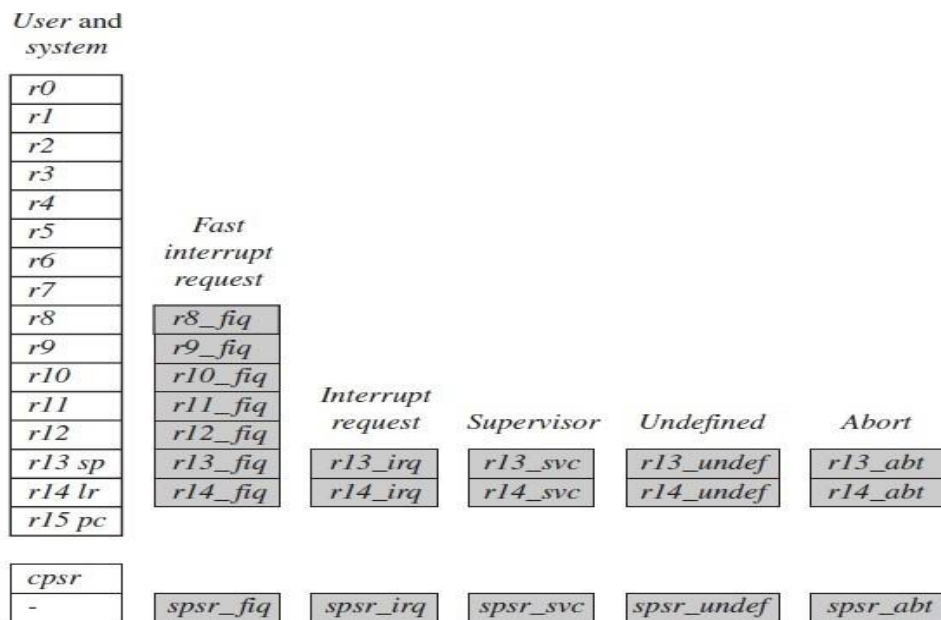 User and
system
r0
r1
r2
r3
r4
r5
r6
r7
r8
r9
r10
r11
r12
r13 sp
r14 lr
r15 pc
cpsr
-
Fast
interrupt
request
r8_fiq
r9_fiq
r10_fiq
r11_fiq
r12_fiq
r13_fiq
r14_fiq
spsr_fiq
Interrupt
request
r13_irq
r14_irq
spsr_irq
Supervisor
r13_svc
r14_svc
spsr_svc
Undefined
r13_undef
r14_undef
spsr_undef
Abort
r13_abt
r14_abt
spsr_abt